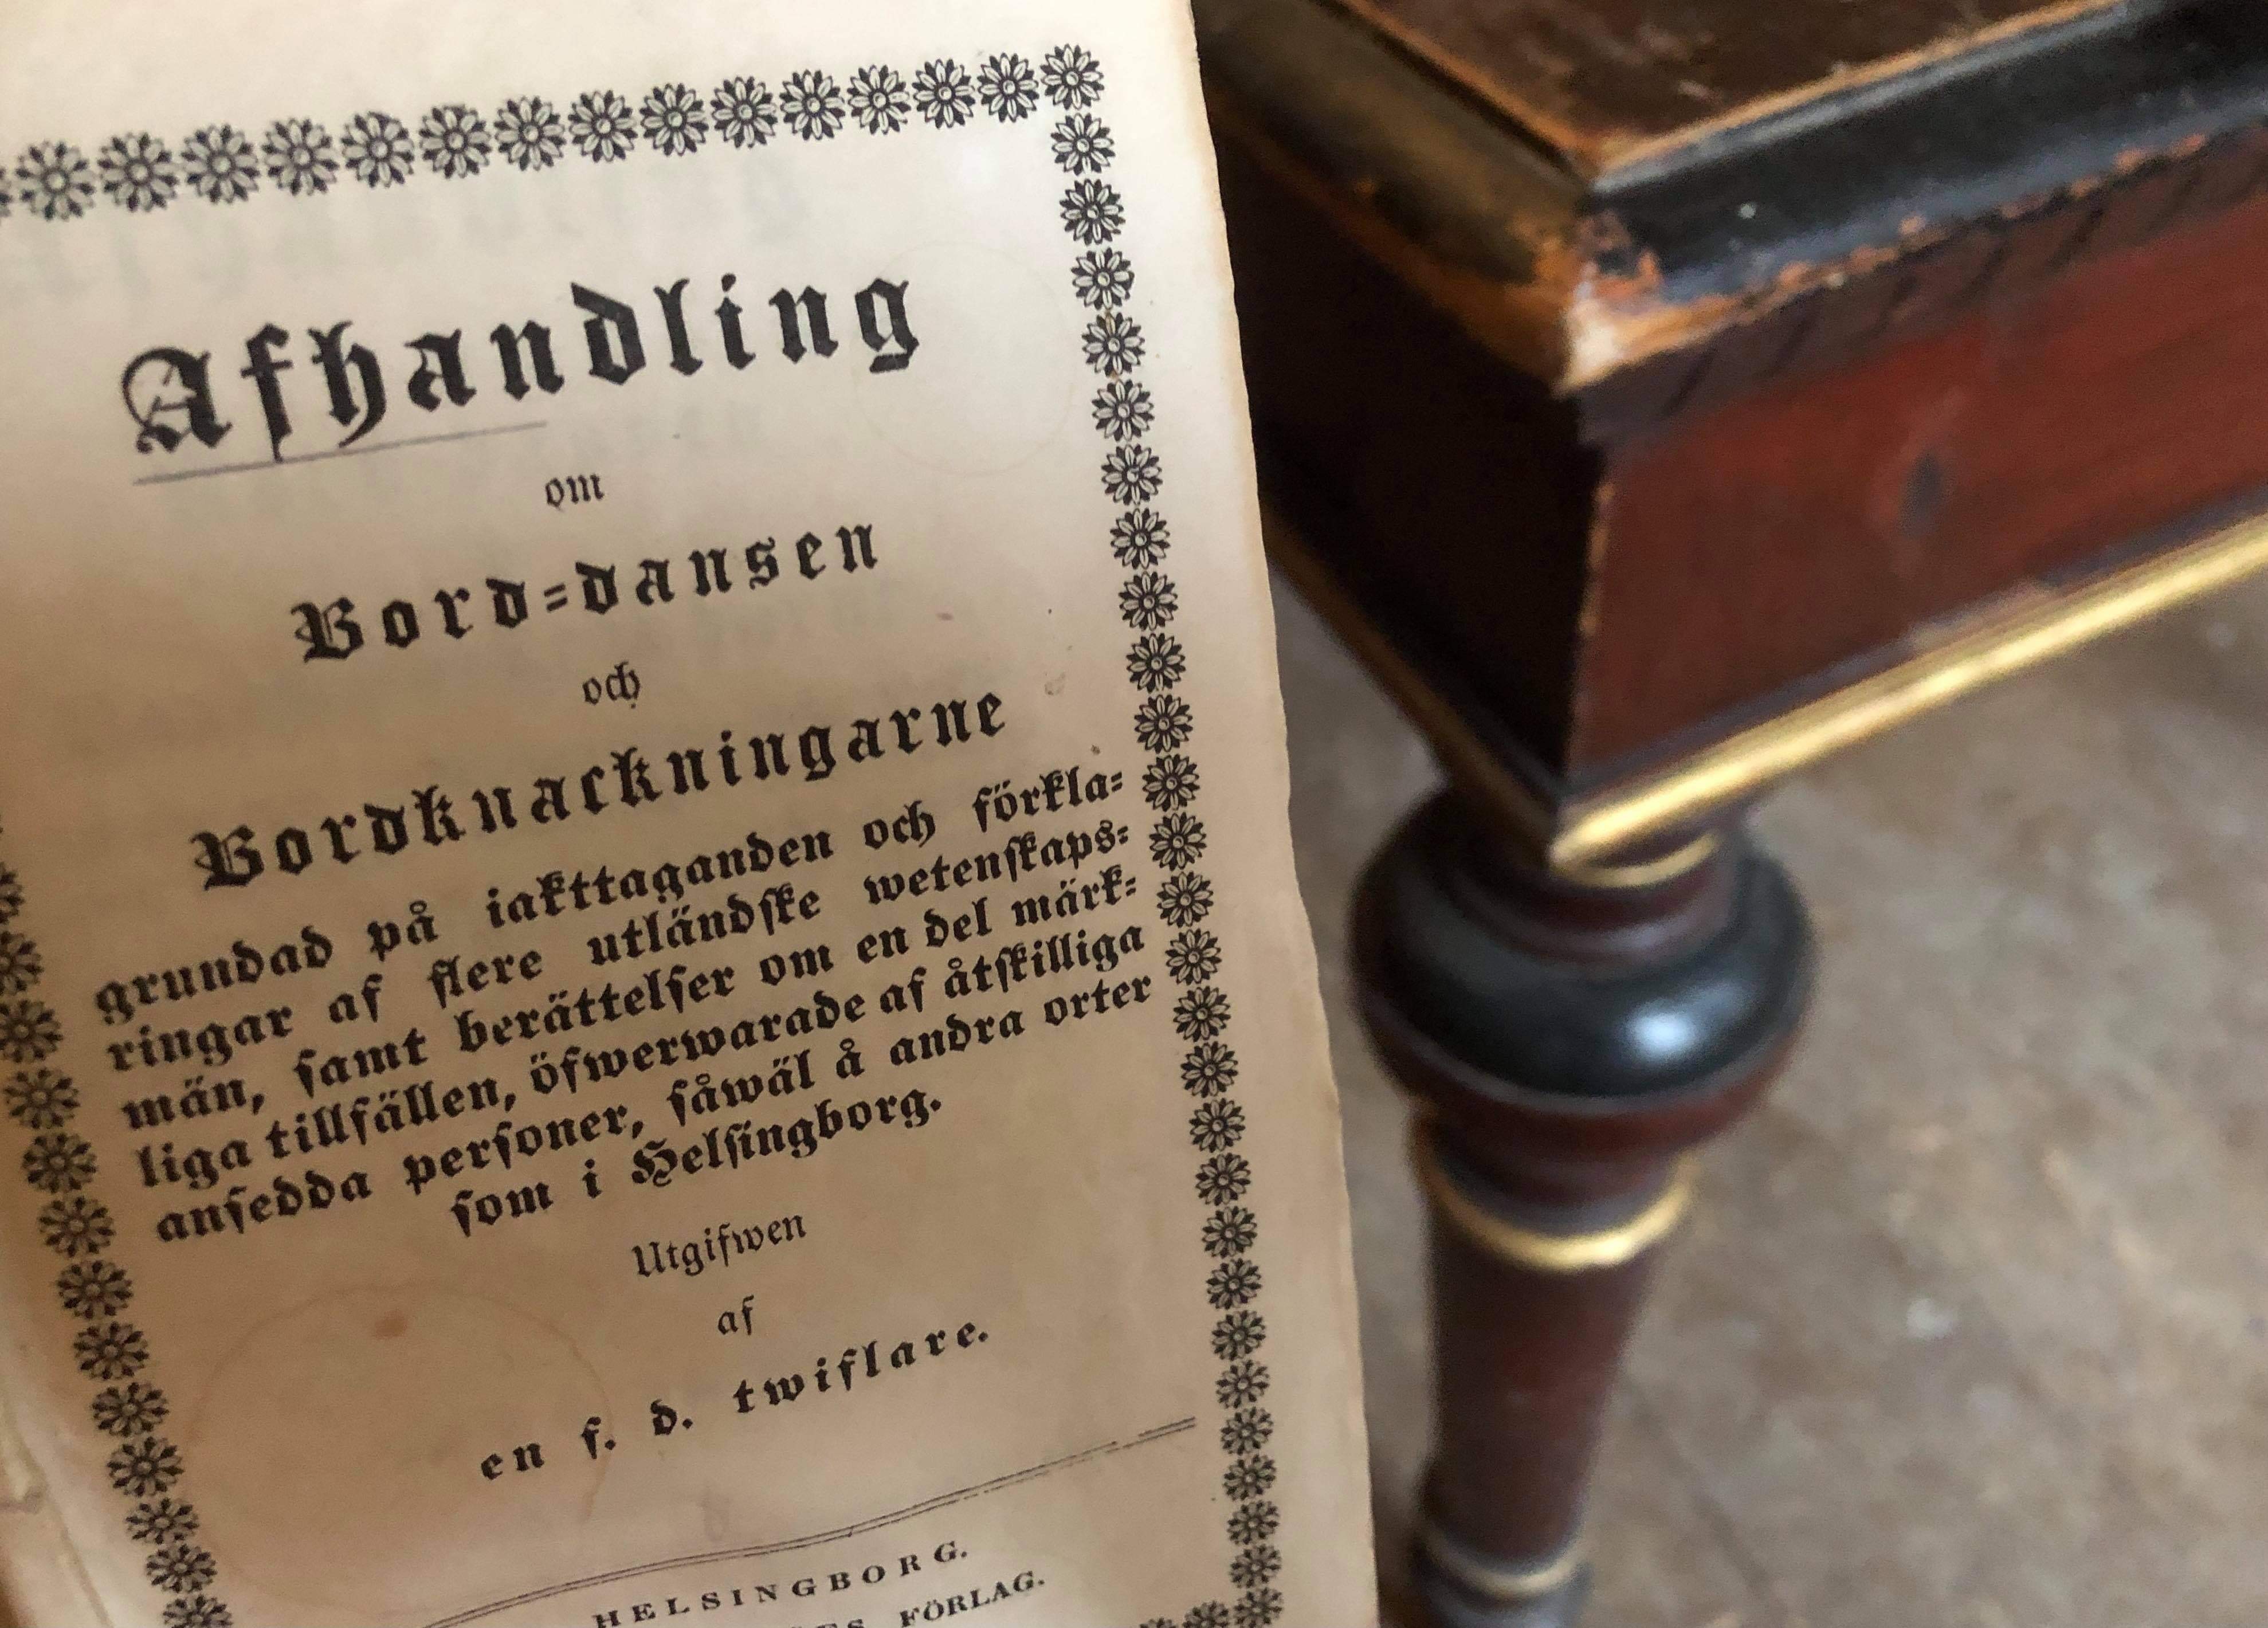 Afhandling
om
Bord=dansen
och
Bordknackningarne
grundad på iakttaganden och förkla=
ringar af flere utländske wetenskaps=
män, samt berättelser om en del märk=
liga tillfällen, öfwerwarade af åtskilliga
ansedda personer, såwäl å andra orter
som i Helsingborg.
Utgifwen
af
en f. d. twiflare.
HELSINGBORG.
FÖRLAG.